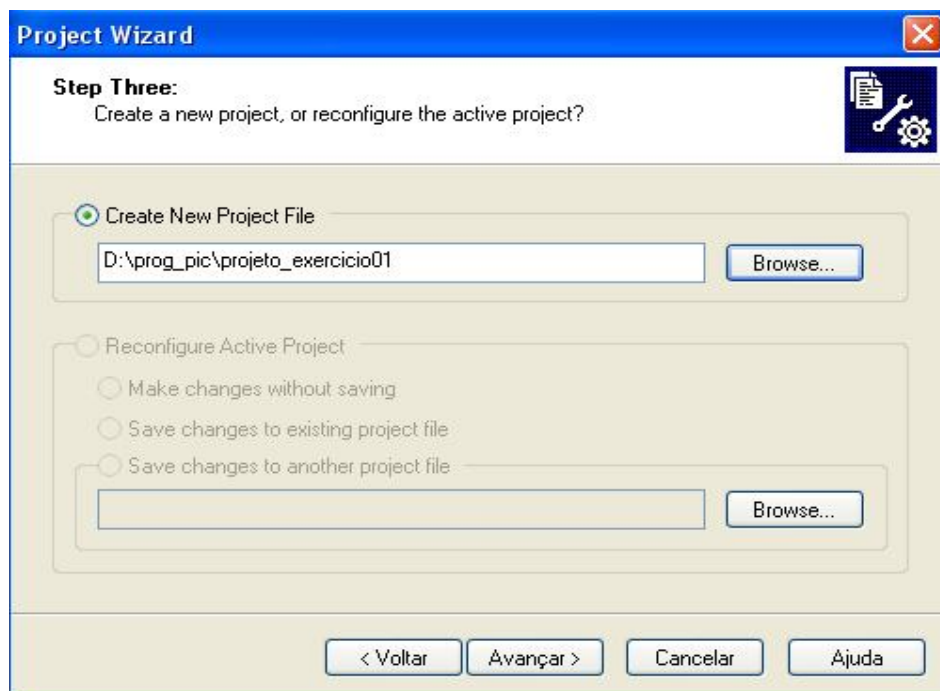 Project Wizard
Step Three:
Create a new project, or reconfigure the active project?
Create New Project File
D:\prog_pic\projeto_exercicio01
Browse...
Reconfigure Active Project
Make changes without saving
Save changes to existing project file
Save changes to another project file
Browse...
< Voltar
Avançar >
Cancelar
Ajuda